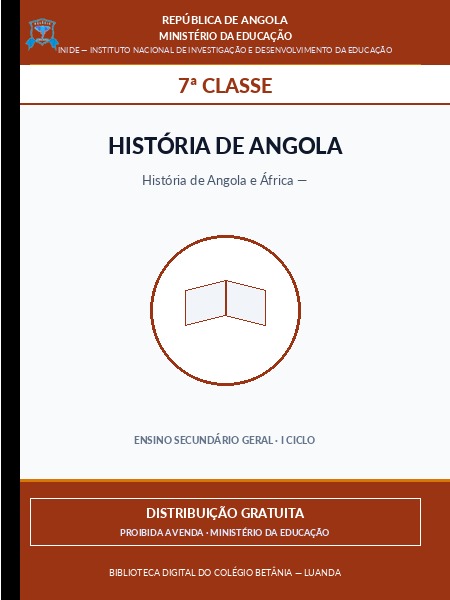 REPÚBLICA DE ANGOLA
MINISTÉRIO DA EDUCAÇÃO
INIDE — INSTITUTO NACIONAL DE INVESTIGAÇÃO E DESENVOLVIMENTO DA EDUCAÇÃO
7ª CLASSE
HISTÓRIA DE ANGOLA
História de Angola e África —
ENSINO SECUNDÁRIO GERAL · I CICLO
DISTRIBUIÇÃO GRATUITA
PROIBIDA A VENDA · MINISTÉRIO DA EDUCAÇÃO
BIBLIOTECA DIGITAL DO COLÉGIO BETÂNIA — LUANDA